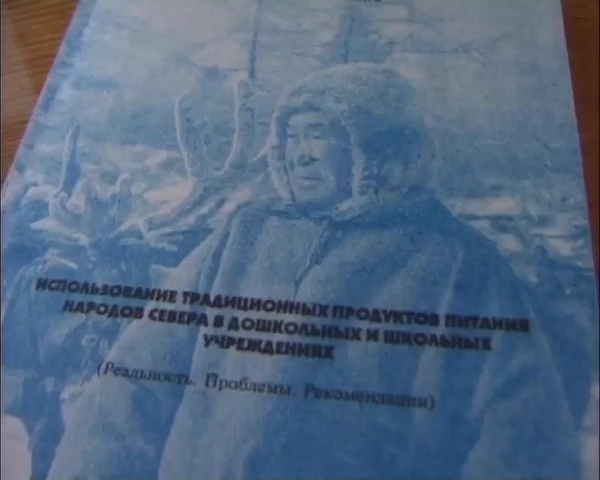 ИСПОЛЬЗОВАНИЕ ТРАДИЦИОННЫХ ПРОДУКТОВ ПИТАНИЯ
НАРОДОВ СЕВЕРА В ДОШКОЛЬНЫХ И ШКОЛЬНЫХ
УЧРЕЖДЕНИЯХ
(Реальность. Проблемы. Рекомендации)